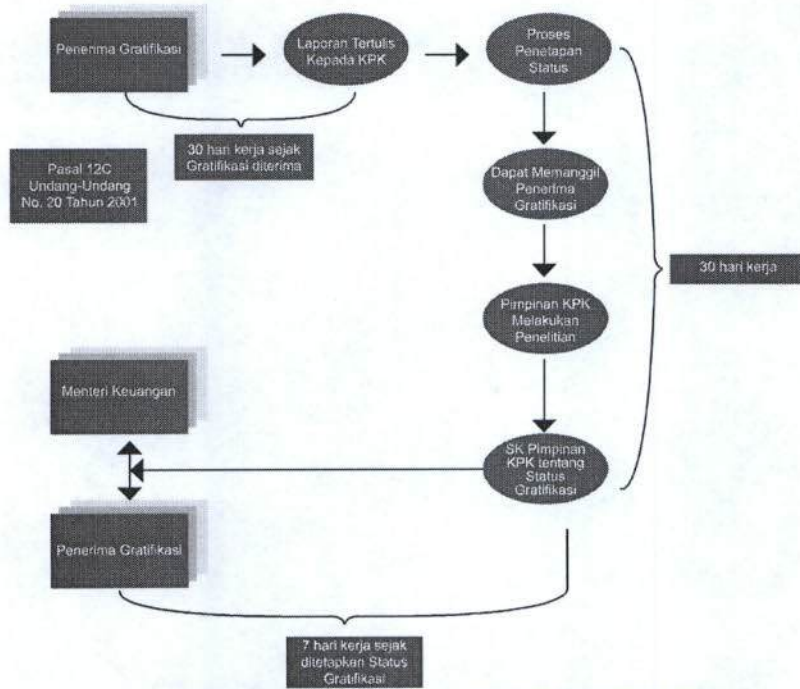 Penerima Gratifikasi
Laporan Tertulis
Kepada KPK
Proses
Penetapan
Status
30 hari kerja sejak
Gratifikasi diterima
Pasal 12C
Undang-Undang
No. 20 Tahun 2001
Dapat Memanggil
Penerima
Gratifikasi
30 hari kerja
Pimpinan KPK
Melakukan
Penelitian
Menteri Keuangan
SK Pimpinan
KPK tentang
Status
Gratifikasi
Penerima Gratifikasi
7 hari kerja sejak
ditetapkan Status
Gratifikasi